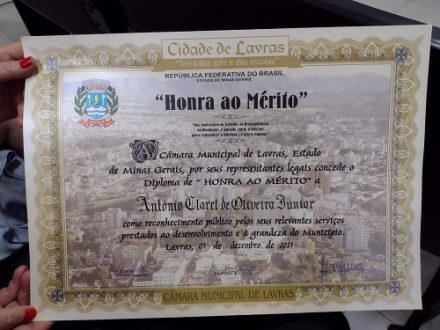 Cidade de Lavras
"Terra dos ipês e das escolas"
REPÚBLICA FEDERATIVA DO BRASIL
ESTADO DE MINAS GERAIS
"Honra ao Mérito"
A Câmara Municipal de Lavras, Estado
de Minas Gerais, por seus representantes legais concede o
Diploma de " HONRA AO MÉRITO" a
Antônio Claret de Oliveira Júnior
como reconhecimento público pelos seus relevantes serviços
prestados ao desenvolvimento e à grandeza do Município.
Lavras, 01 de dezembro de 2021
CÂMARA MUNICIPAL DE LAVRAS